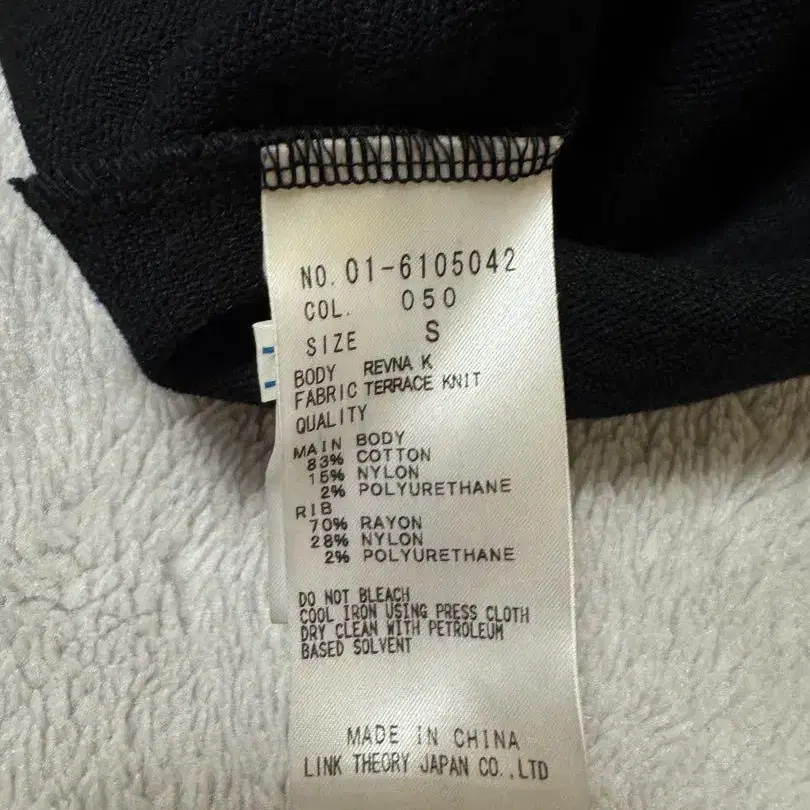 NO. 01-6105042
COL. 050
SIZE S
BODY REVNA K
FABRIC TERRACE KNIT
QUALITY
MAIN BODY
83% COTTON
15% NYLON
2% POLYURETHANE
RIB
70% RAYON
28% NYLON
2% POLYURETHANE
DO NOT BLEACH
COOL IRON USING PRESS CLOTH
DRY CLEAN WITH PETROLEUM
BASED SOLVENT
MADE IN CHINA
LINK THEORY JAPAN CO.,LTD